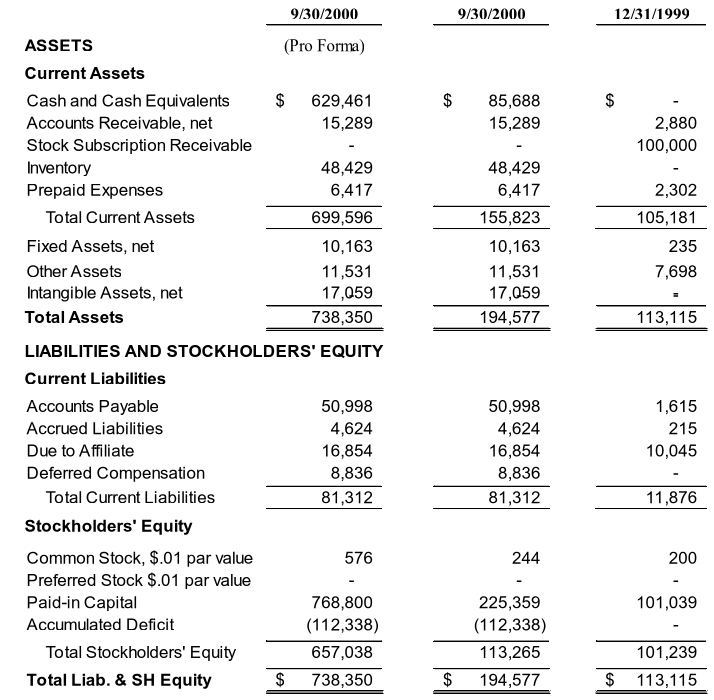 9/30/2000 9/30/2000 12/31/1999
ASSETS (Pro Forma)
Current Assets
Cash and Cash Equivalents $ 629,461 $ 85,688 $ -
Accounts Receivable, net 15,289 15,289 2,880
Stock Subscription Receivable - - 100,000
Inventory 48,429 48,429 -
Prepaid Expenses 6,417 6,417 2,302
Total Current Assets 699,596 155,823 105,181
Fixed Assets, net 10,163 10,163 235
Other Assets 11,531 11,531 7,698
Intangible Assets, net 17,059 17,059 -
Total Assets 738,350 194,577 113,115
LIABILITIES AND STOCKHOLDERS' EQUITY
Current Liabilities
Accounts Payable 50,998 50,998 1,615
Accrued Liabilities 4,624 4,624 215
Due to Affiliate 16,854 16,854 10,045
Deferred Compensation 8,836 8,836 -
Total Current Liabilities 81,312 81,312 11,876
Stockholders' Equity
Common Stock, $.01 par value 576 244 200
Preferred Stock $.01 par value - - -
Paid-in Capital 768,800 225,359 101,039
Accumulated Deficit (112,338) (112,338) -
Total Stockholders' Equity 657,038 113,265 101,239
Total Liab. & SH Equity $ 738,350 $ 194,577 $ 113,115